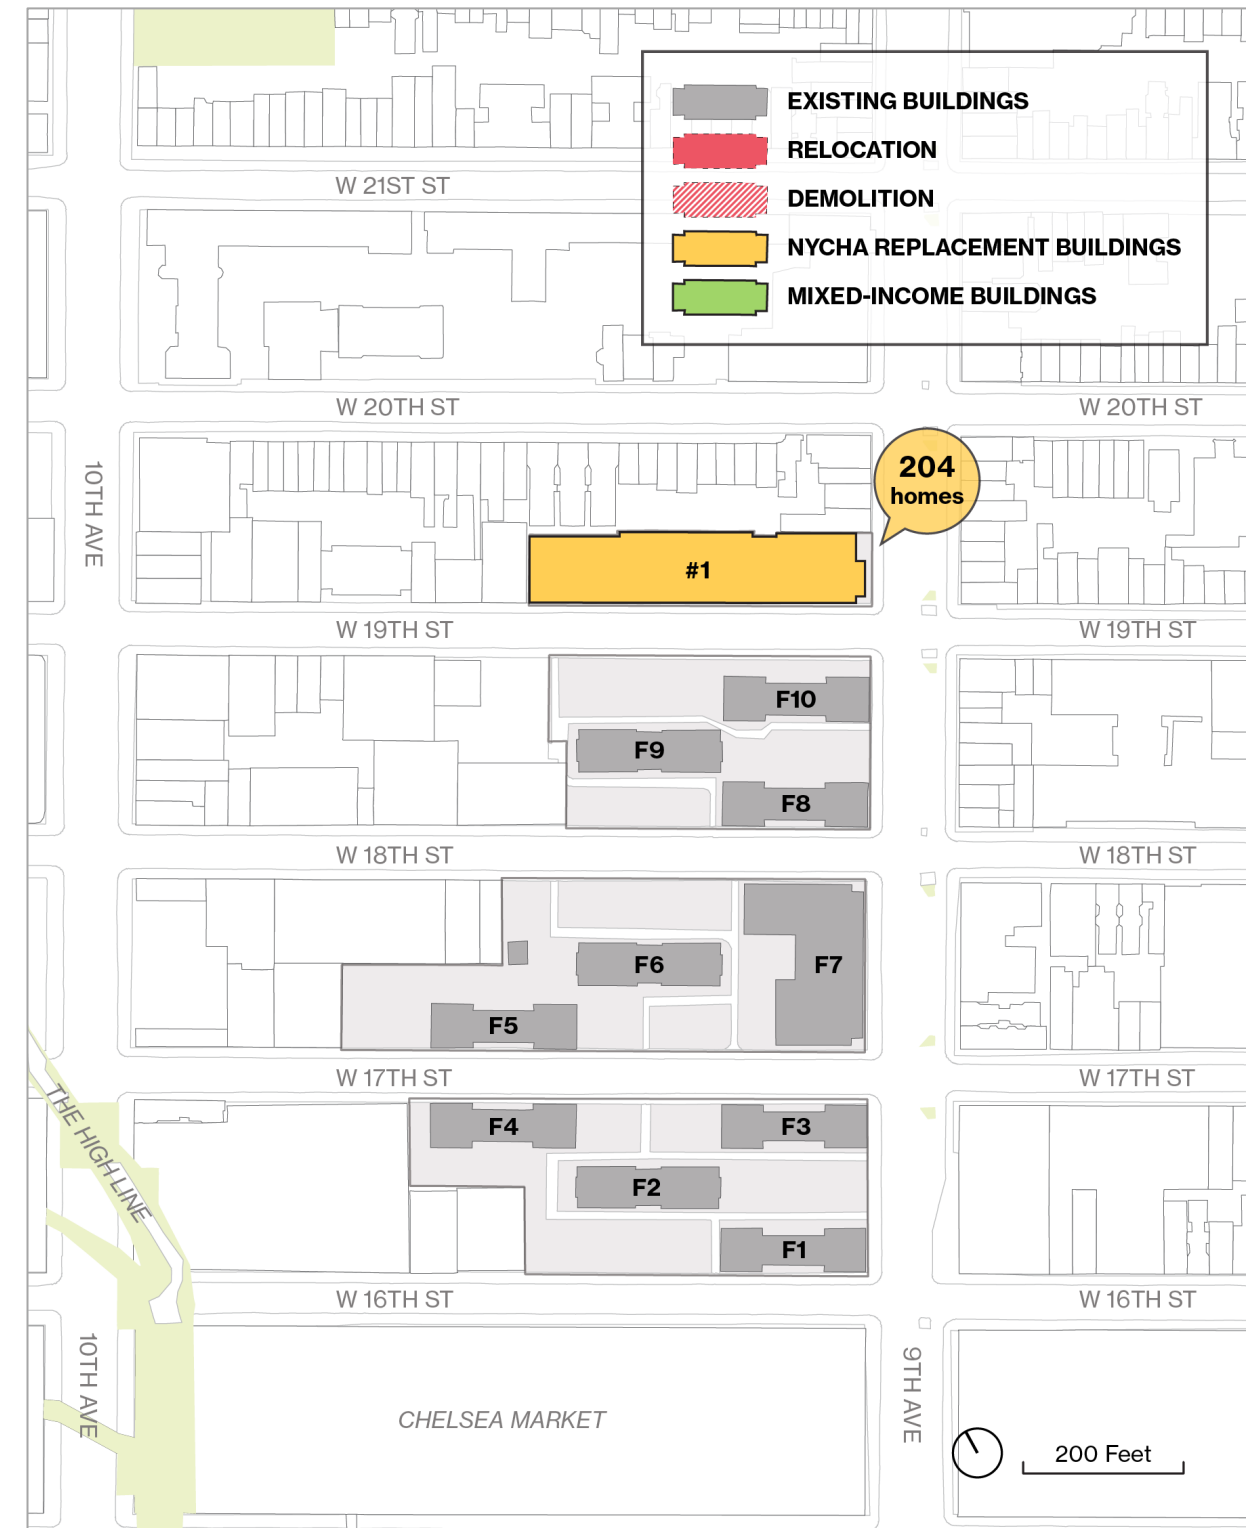 EXISTING BUILDINGS
RELOCATION
DEMOLITION
NYCHA REPLACEMENT BUILDINGS
MIXED-INCOME BUILDINGS
W 21ST ST
W 20TH ST
W 20TH ST
10TH AVE
204
homes
#1
W 19TH ST
W 19TH ST
F10
F9
F8
W 18TH ST
W 18TH ST
F6
F7
F5
W 17TH ST
W 17TH ST
THE HIGH LINE
F4
F3
F2
F1
W 16TH ST
W 16TH ST
10TH AVE
9TH AVE
CHELSEA MARKET
200 Feet